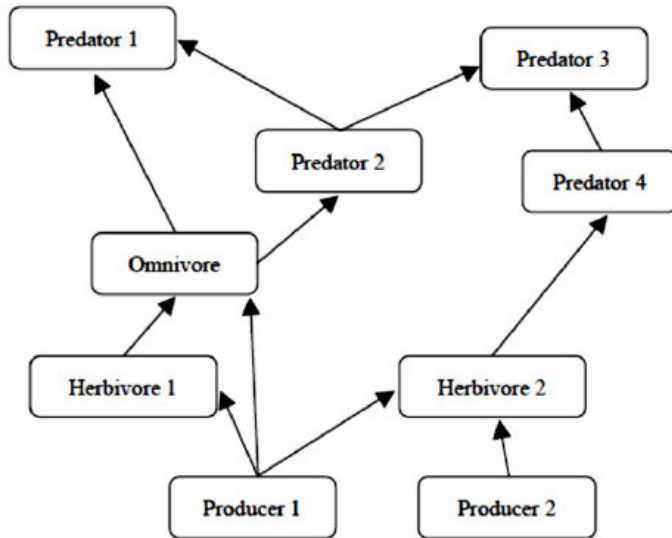 Predator 1
Predator 3
Predator 2
Predator 4
Omnivore
Herbivore 1
Herbivore 2
Producer 1
Producer 2